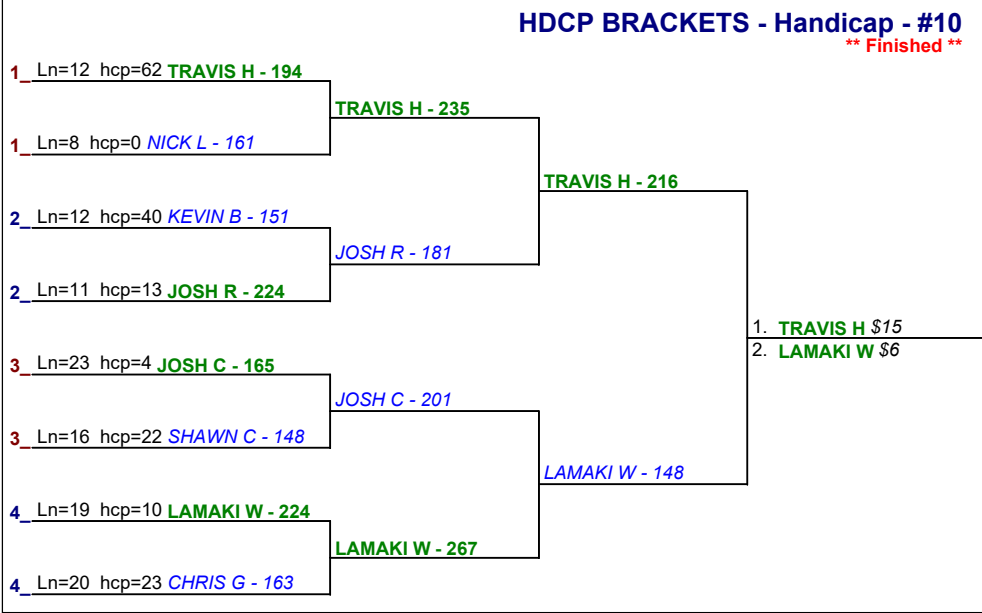 HDCP BRACKETS - Handicap - #10
** Finished **
1_ Ln=12 hcp=62 TRAVIS H - 194
TRAVIS H - 235
1_ Ln=8 hcp=0 NICK L - 161
TRAVIS H - 216
2_ Ln=12 hcp=40 KEVIN B - 151
JOSH R - 181
2_ Ln=11 hcp=13 JOSH R - 224
1. TRAVIS H $15
2. LAMAKI W $6
3_ Ln=23 hcp=4 JOSH C - 165
JOSH C - 201
3_ Ln=16 hcp=22 SHAWN C - 148
LAMAKI W - 148
4_ Ln=19 hcp=10 LAMAKI W - 224
LAMAKI W - 267
4_ Ln=20 hcp=23 CHRIS G - 163